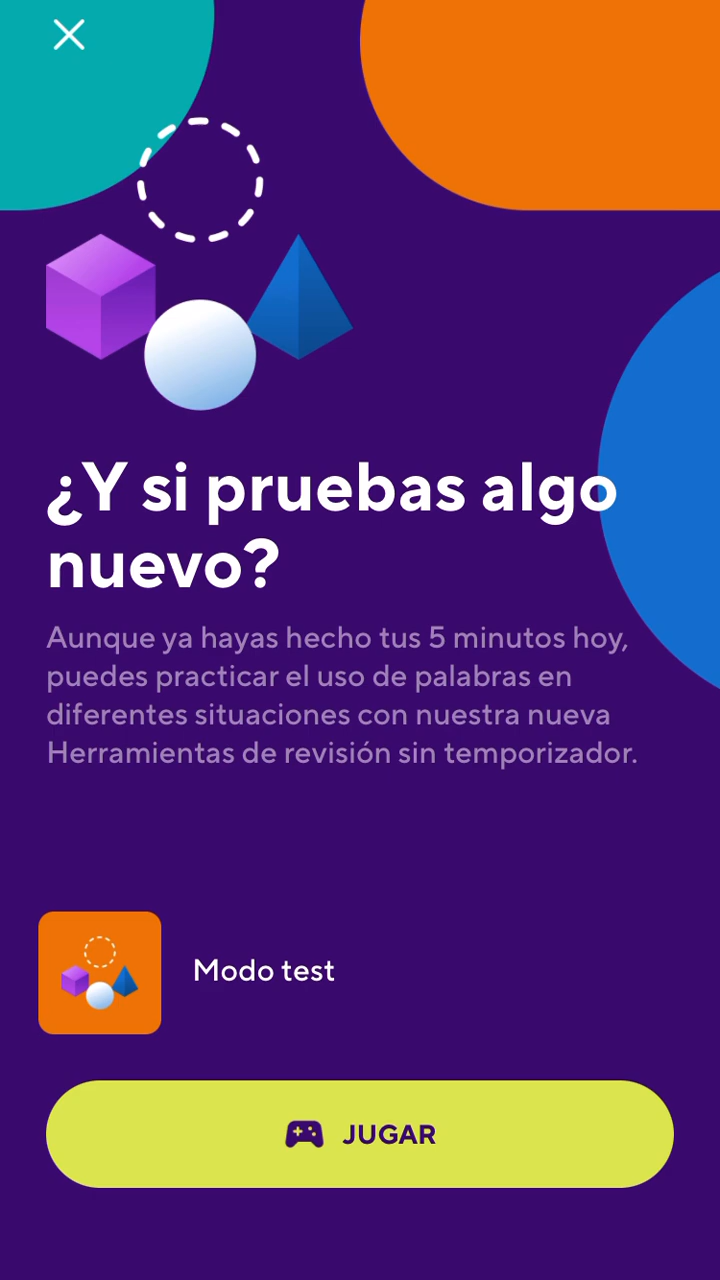 ¿Y si pruebas algo
nuevo?
Aunque ya hayas hecho tus 5 minutos hoy,
puedes practicar el uso de palabras en
diferentes situaciones con nuestra nueva
Herramientas de revisión sin temporizador.
Modo test
JUGAR